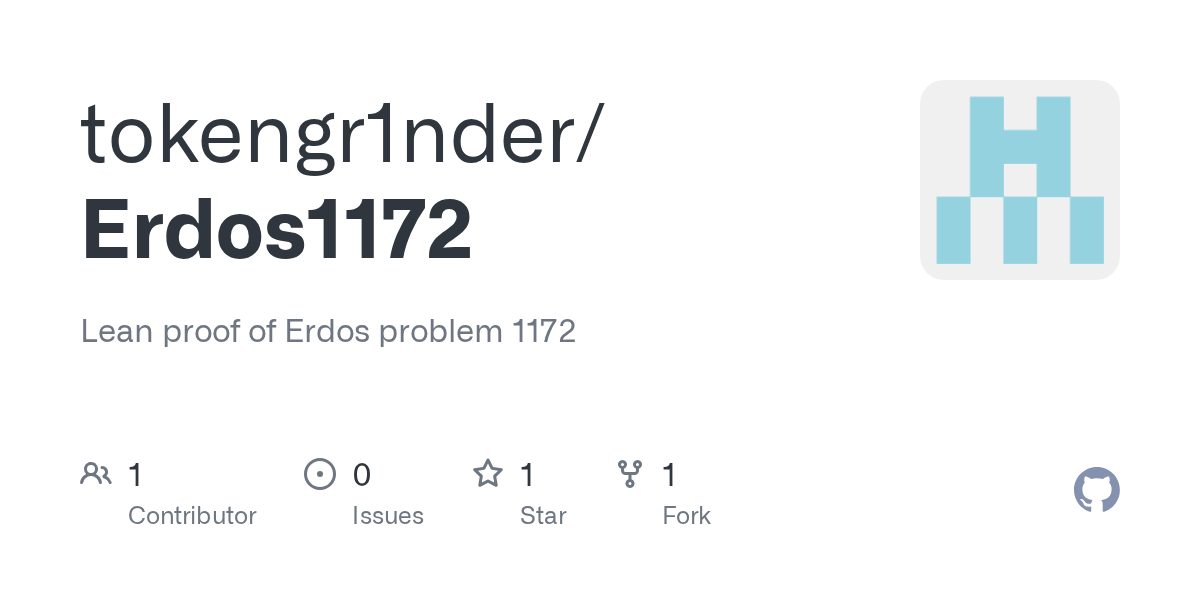 tokengr1nder/
Erdos1172
Lean proof of Erdos problem 1172
1 0 1 1
Contributor Issues Star Fork